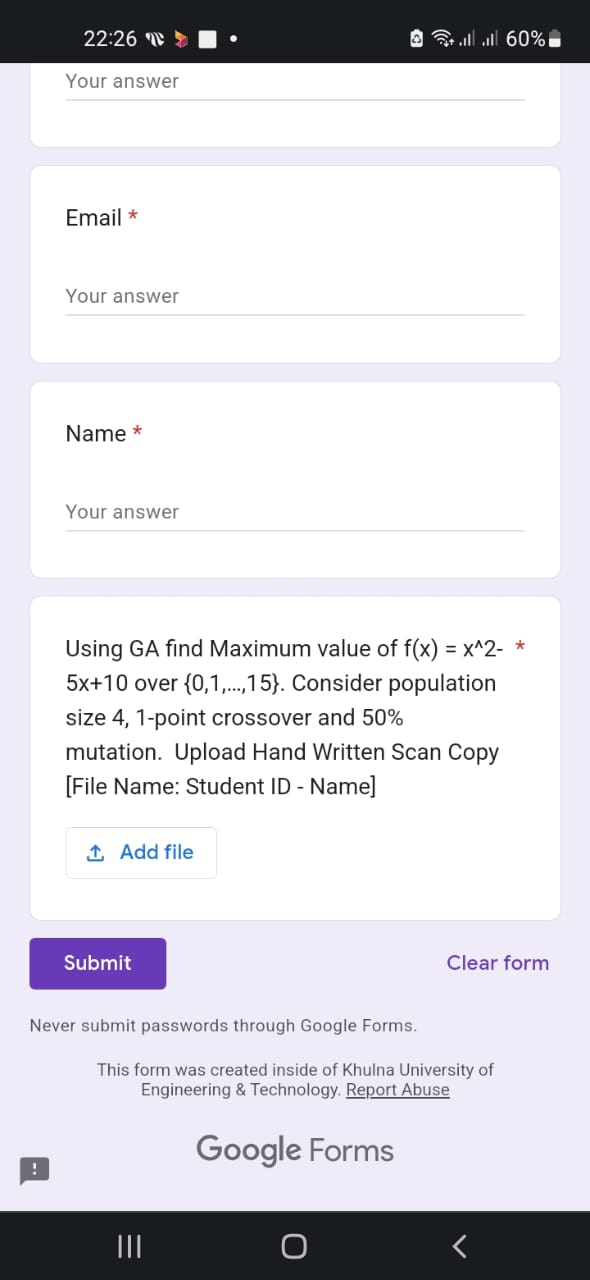 22:26
60%
Your answer
Email *
Your answer
Name *
Your answer
Using GA find Maximum value of f(x) = x^2- *
5x+10 over {0,1,...,15}. Consider population
size 4, 1-point crossover and 50%
mutation.  Upload Hand Written Scan Copy
[File Name: Student ID - Name]
Add file
Submit
Clear form
Never submit passwords through Google Forms.
This form was created inside of Khulna University of
Engineering & Technology. Report Abuse
Google Forms